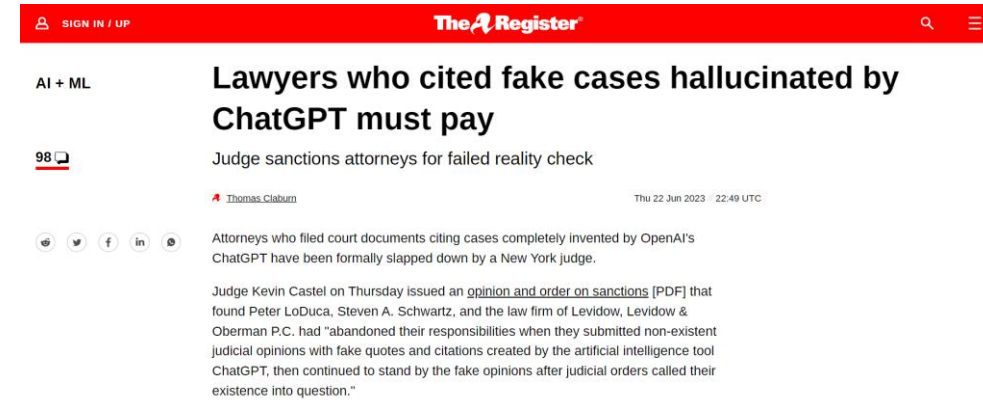 SIGN IN / UP
The Register®
AI + ML
Lawyers who cited fake cases hallucinated by
ChatGPT must pay
98
Judge sanctions attorneys for failed reality check
Thomas Claburn
Thu 22 Jun 2023 22:49 UTC
Attorneys who filed court documents citing cases completely invented by OpenAI's
ChatGPT have been formally slapped down by a New York judge.
Judge Kevin Castel on Thursday issued an opinion and order on sanctions [PDF] that
found Peter LoDuca, Steven A. Schwartz, and the law firm of Levidow, Levidow &
Oberman P.C. had "abandoned their responsibilities when they submitted non-existent
judicial opinions with fake quotes and citations created by the artificial intelligence tool
ChatGPT, then continued to stand by the fake opinions after judicial orders called their
existence into question."